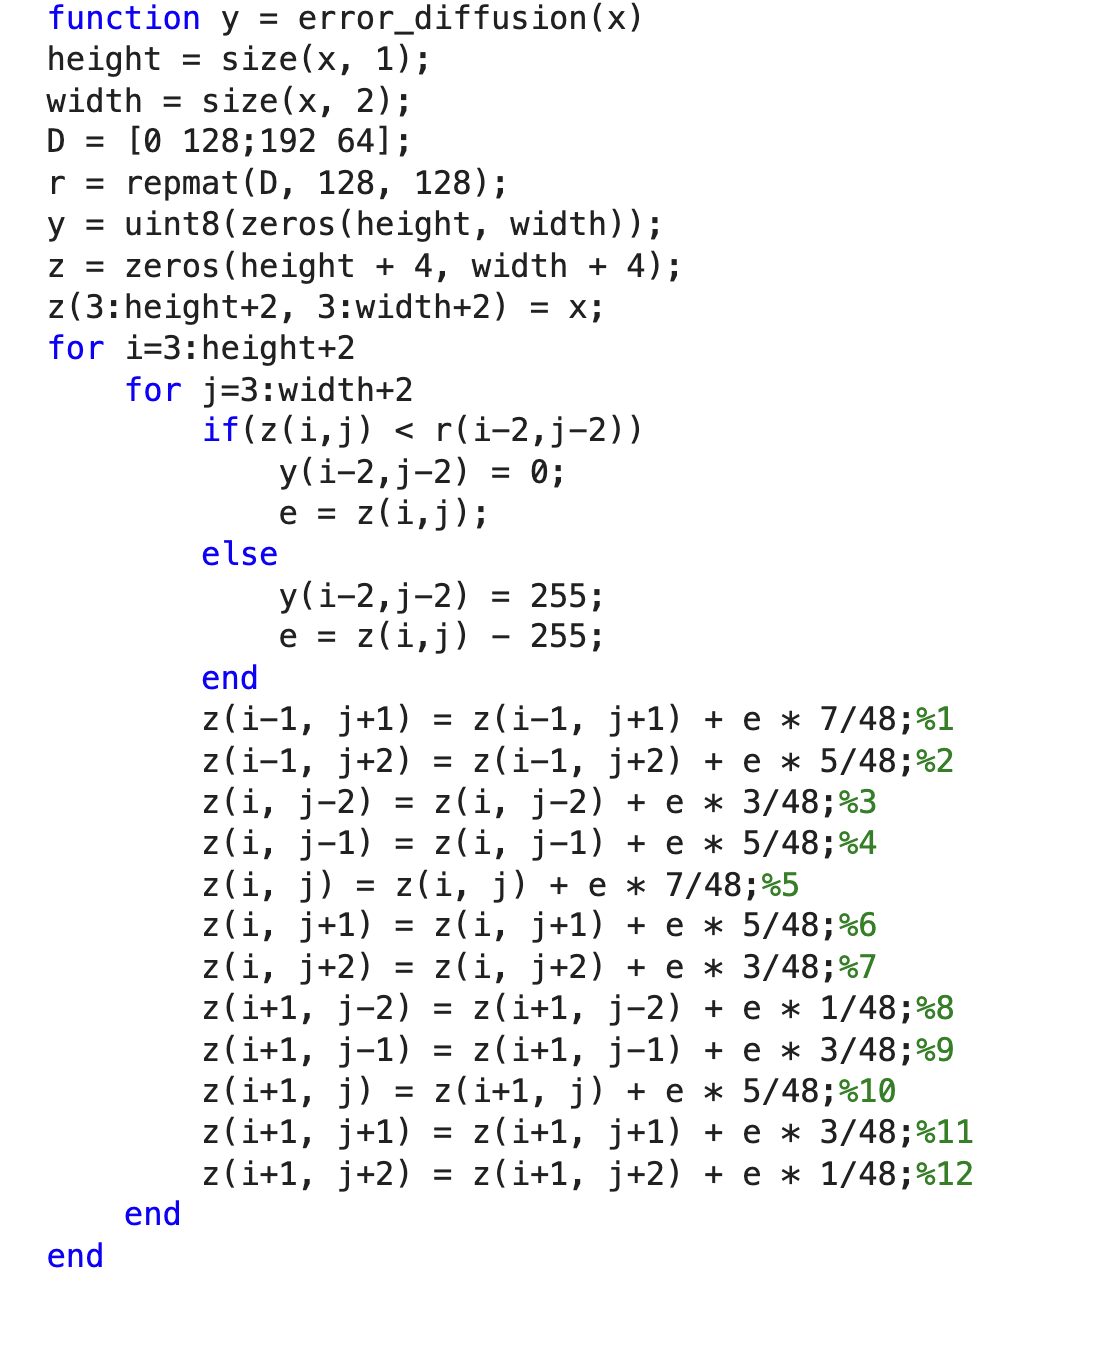 function y = error_diffusion(x)
height = size(x, 1);
width = size(x, 2);
D = [0 128;192 64];
r = repmat(D, 128, 128);
y = uint8(zeros(height, width));
z = zeros(height + 4, width + 4);
z(3:height+2, 3:width+2) = x;
for i=3:height+2
    for j=3:width+2
        if(z(i,j) < r(i-2,j-2))
            y(i-2,j-2) = 0;
            e = z(i,j);
        else
            y(i-2,j-2) = 255;
            e = z(i,j) - 255;
        end
        z(i-1, j+1) = z(i-1, j+1) + e * 7/48;%1
        z(i-1, j+2) = z(i-1, j+2) + e * 5/48;%2
        z(i, j-2) = z(i, j-2) + e * 3/48;%3
        z(i, j-1) = z(i, j-1) + e * 5/48;%4
        z(i, j) = z(i, j) + e * 7/48;%5
        z(i, j+1) = z(i, j+1) + e * 5/48;%6
        z(i, j+2) = z(i, j+2) + e * 3/48;%7
        z(i+1, j-2) = z(i+1, j-2) + e * 1/48;%8
        z(i+1, j-1) = z(i+1, j-1) + e * 3/48;%9
        z(i+1, j) = z(i+1, j) + e * 5/48;%10
        z(i+1, j+1) = z(i+1, j+1) + e * 3/48;%11
        z(i+1, j+2) = z(i+1, j+2) + e * 1/48;%12
    end
end